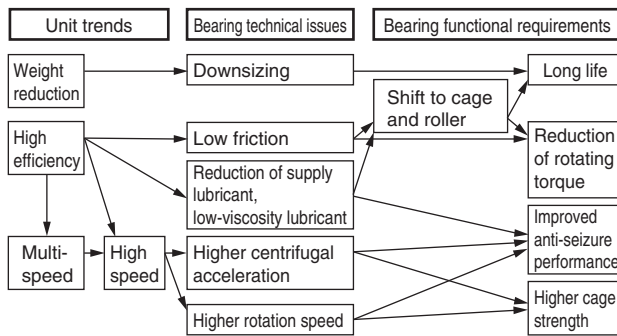 Unit trends
Bearing technical issues
Bearing functional requirements
Weight
reduction
Downsizing
Long life
Shift to cage
and roller
High
efficiency
Low friction
Reduction
of rotating
torque
Reduction of supply
lubricant,
low-viscosity lubricant
Multi-
speed
High
speed
Higher centrifugal
acceleration
Improved
anti-seizure
performance
Higher rotation speed
Higher cage
strength